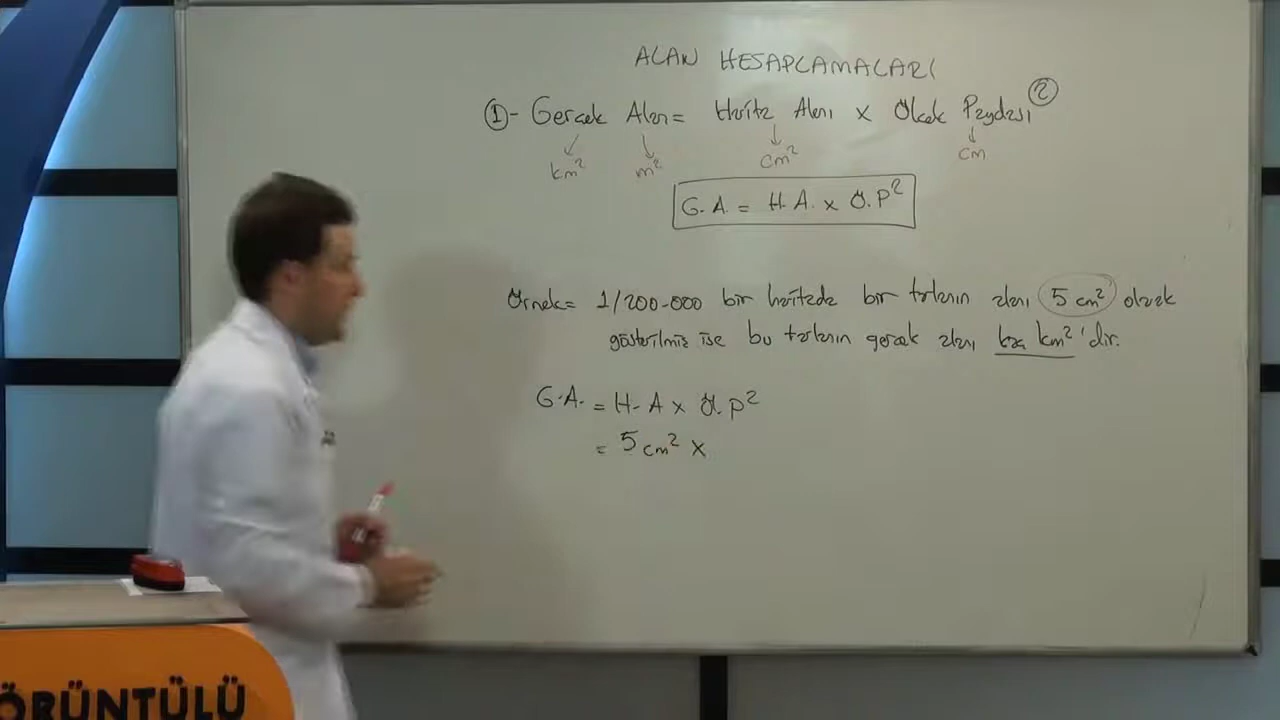 ALAN HESAPLAMALARI
①- Gerçek Alan = Harita Alanı x Ölçek Paydası²
km² m² cm² cm
G.A. = H.A. x Ö.P²
Örnek = 1/200.000 bir haritada bir tarlanın alanı 5 cm² olarak
gösterilmiş ise bu tarlanın gerçek alanı kaç km²'dir.
G.A. = H.A x Ö.P²
= 5 cm² x
ÖRÜNTÜLÜ